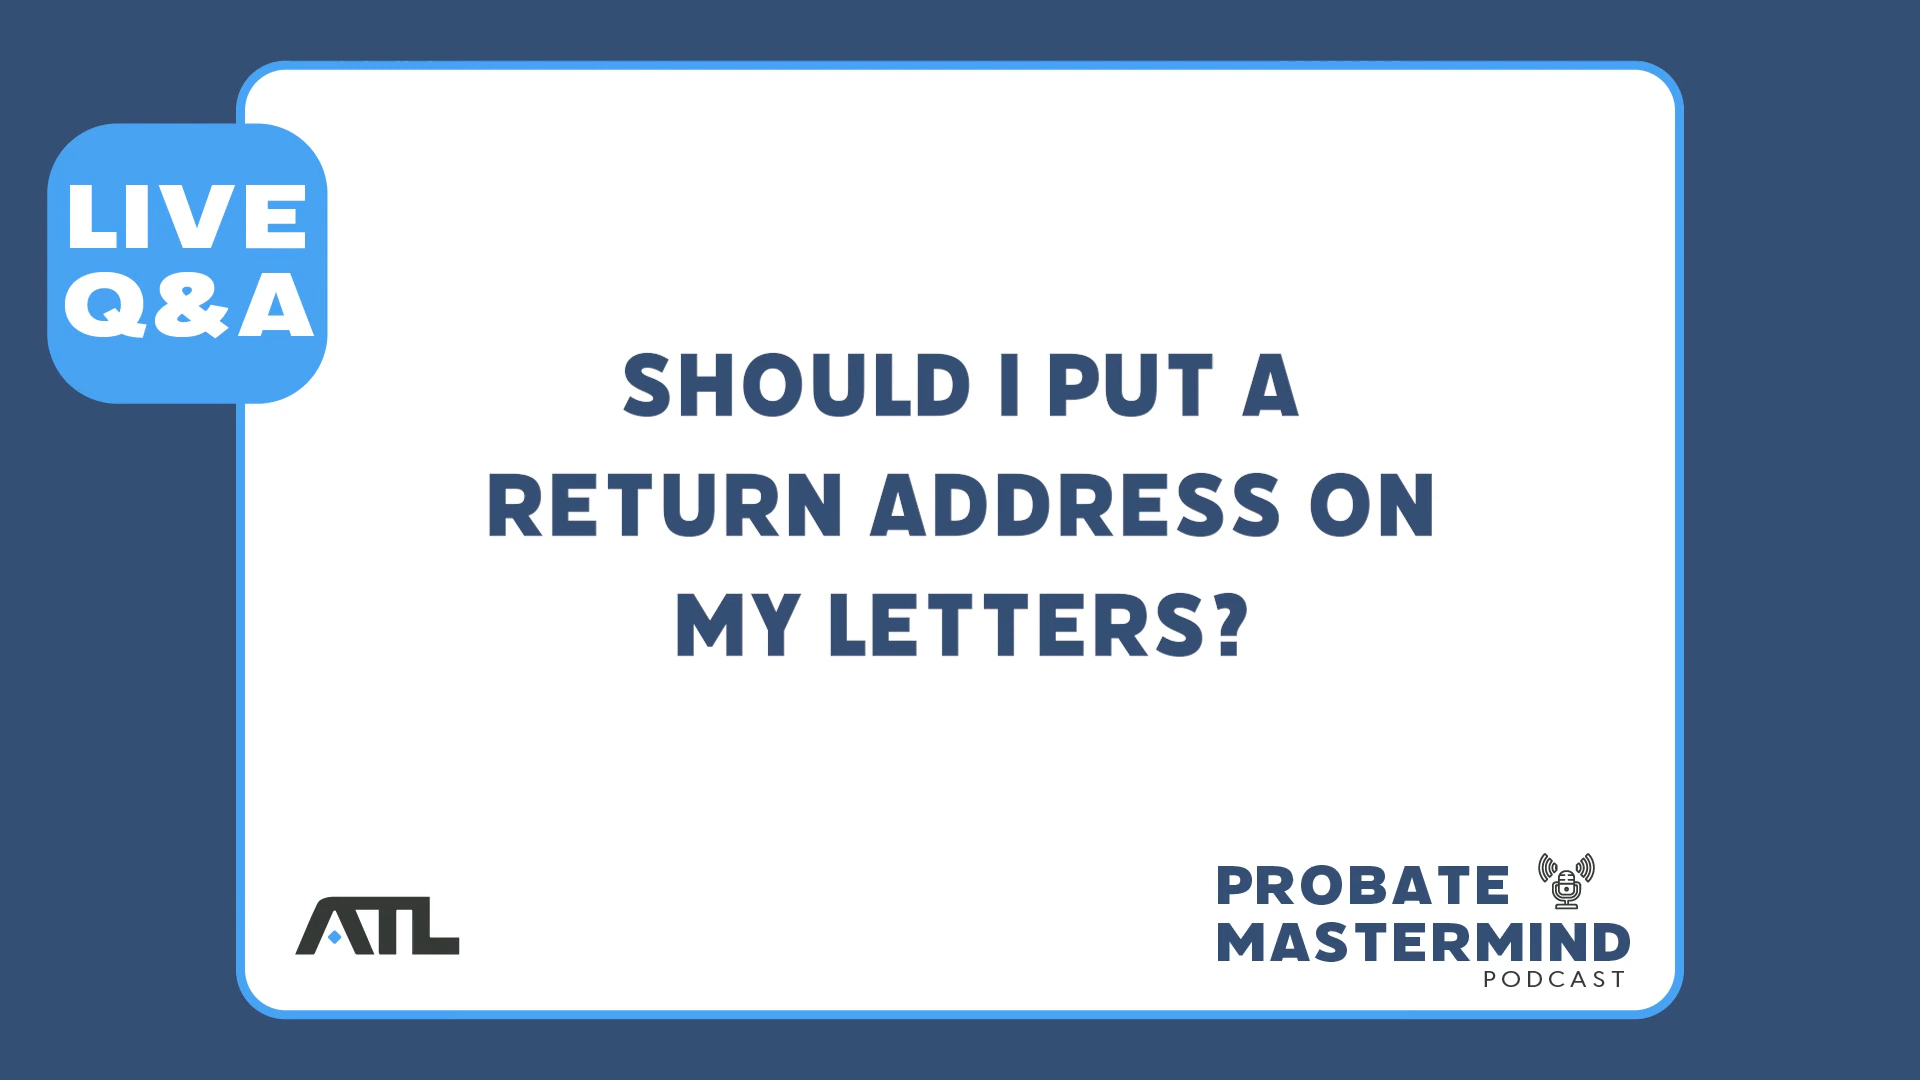 LIVE
Q&A
SHOULD I PUT A
RETURN ADDRESS ON
MY LETTERS?
ATL
PROBATE
MASTERMIND
PODCAST